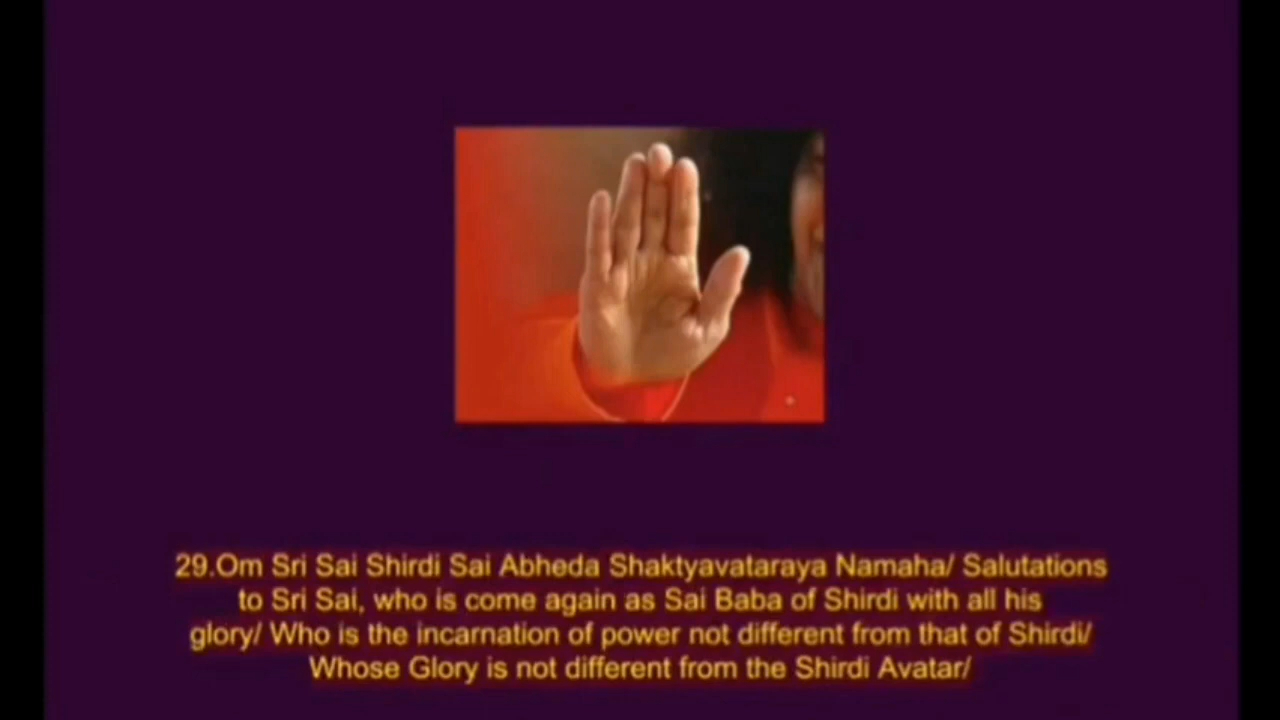 29.Om Sri Sai Shirdi Sai Abheda Shaktyavataraya Namaha/ Salutations
to Sri Sai, who is come again as Sai Baba of Shirdi with all his
glory/ Who is the incarnation of power not different from that of Shirdi/
Whose Glory is not different from the Shirdi Avatar/